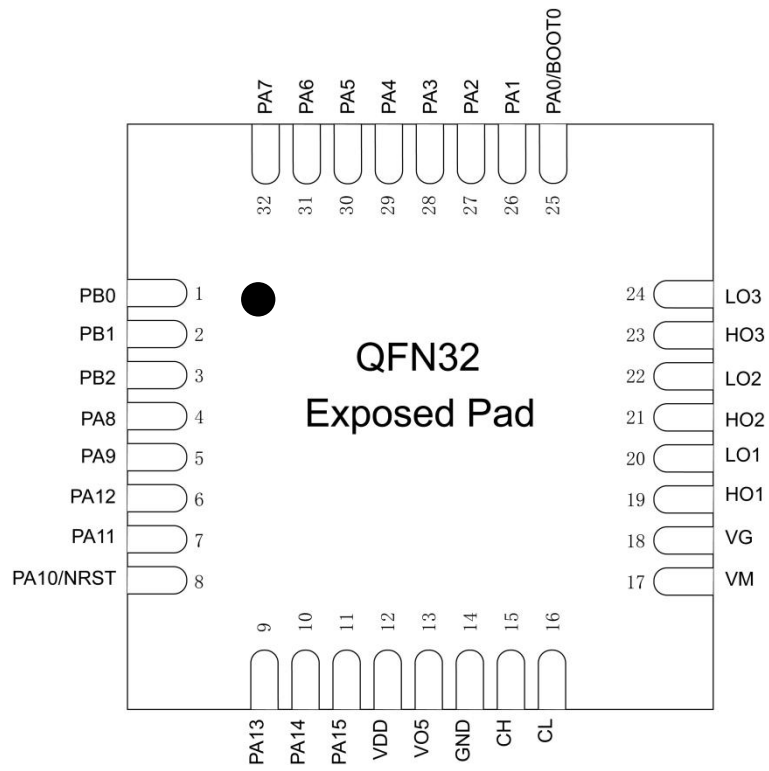 PA7 PA6 PA5 PA4 PA3 PA2 PA1 PA0/BOOT0
32 31 30 29 28 27 26 25
PB0 1
PB1 2
PB2 3
PA8 4
PA9 5
PA12 6
PA11 7
PA10/NRST 8
QFN32
Exposed Pad
24 LO3
23 HO3
22 LO2
21 HO2
20 LO1
19 HO1
18 VG
17 VM
9 10 11 12 13 14 15 16
PA13 PA14 PA15 VDD VO5 GND CH CL